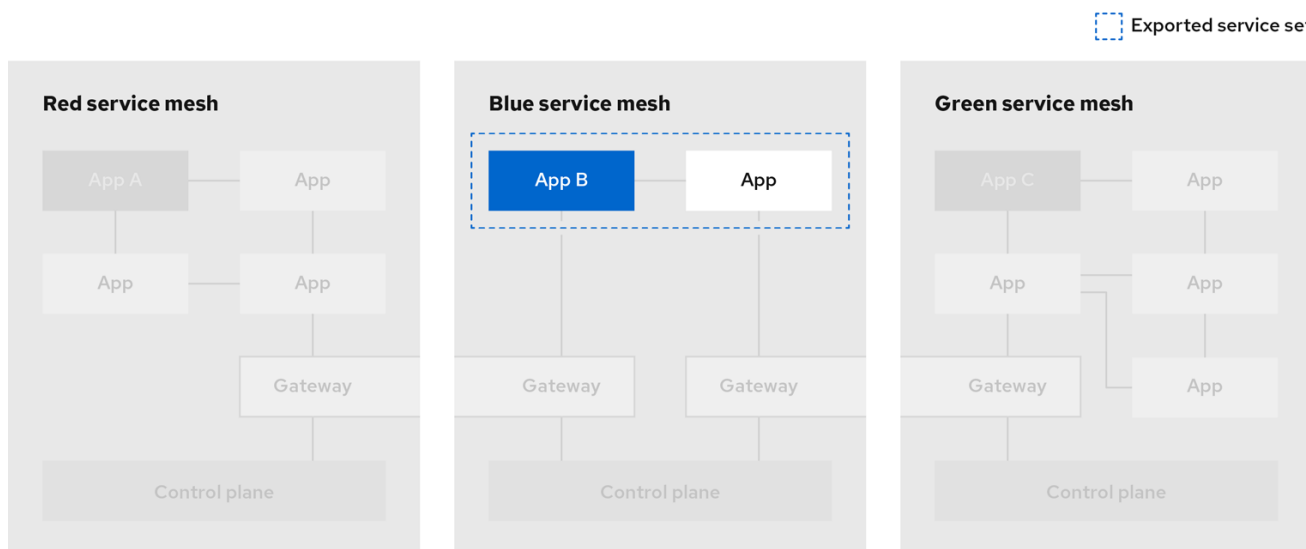 Exported service set
Red service mesh
App A
App
App
App
Gateway
Control plane
Blue service mesh
App B
App
Gateway
Gateway
Control plane
Green service mesh
App C
App
App
App
Gateway
App
Control plane